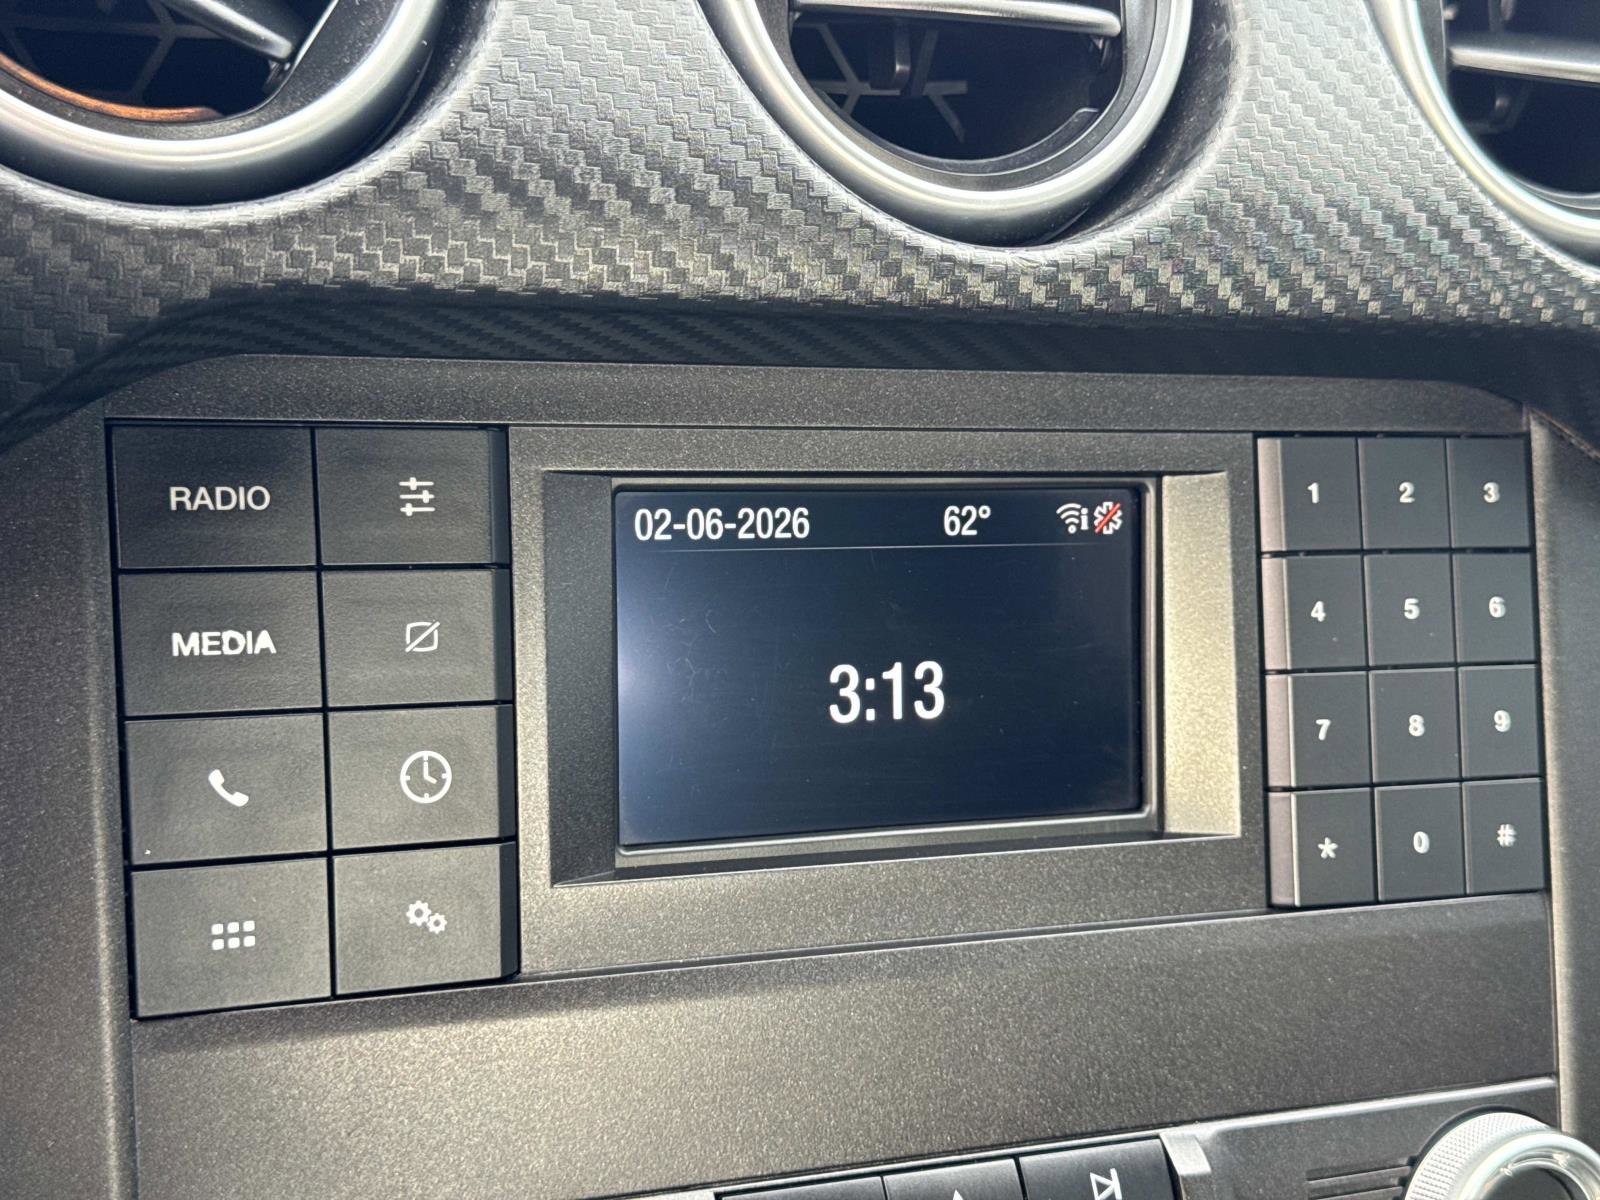 RADIO
MEDIA
02-06-2026 62° i
3:13
1 2 3
4 5 6
7 8 9
* 0 #